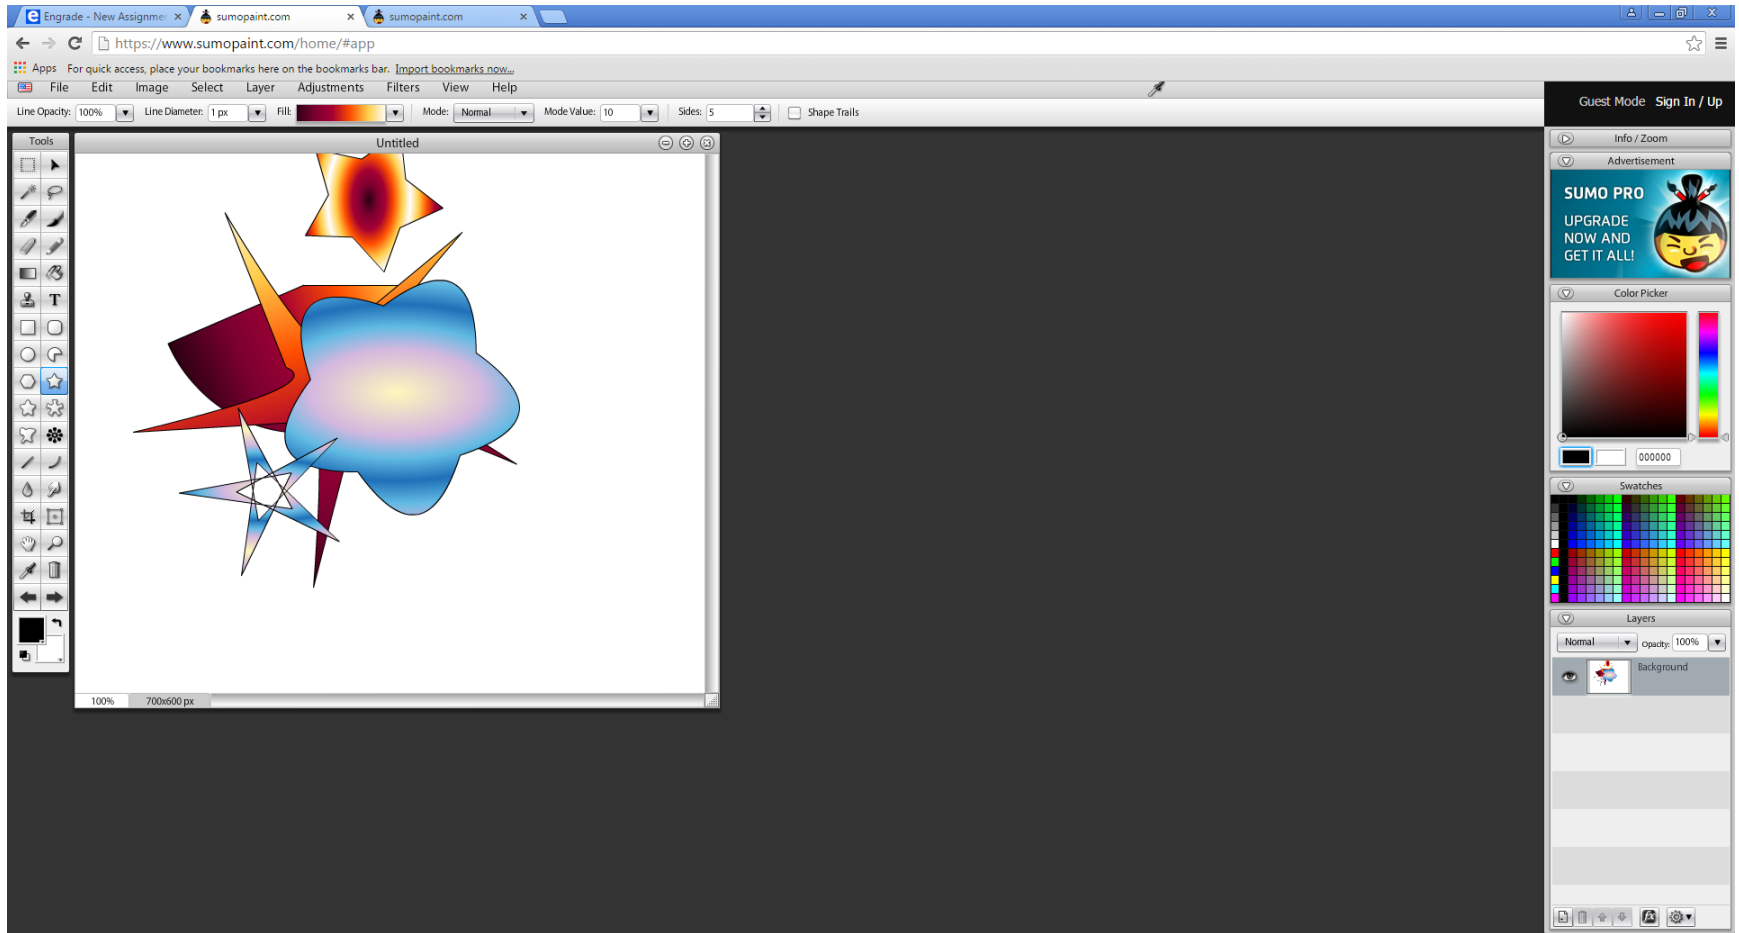 Engrade - New Assignme
sumopaint.com
sumopaint.com
https://www.sumopaint.com/home/#app
Apps For quick access, place your bookmarks here on the bookmarks bar. Import bookmarks now...
File Edit Image Select Layer Adjustments Filters View Help
Guest Mode Sign In / Up
Line Opacity: 100% Line Diameter: 1 px Fill: Mode: Normal Mode Value: 10 Sides: 5 Shape Trails
Tools
Untitled
T
100% 700x600 px
Info / Zoom
Advertisement
SUMO PRO
UPGRADE
NOW AND
GET IT ALL!
Color Picker
000000
Swatches
Layers
Normal Opacity: 100%
Background